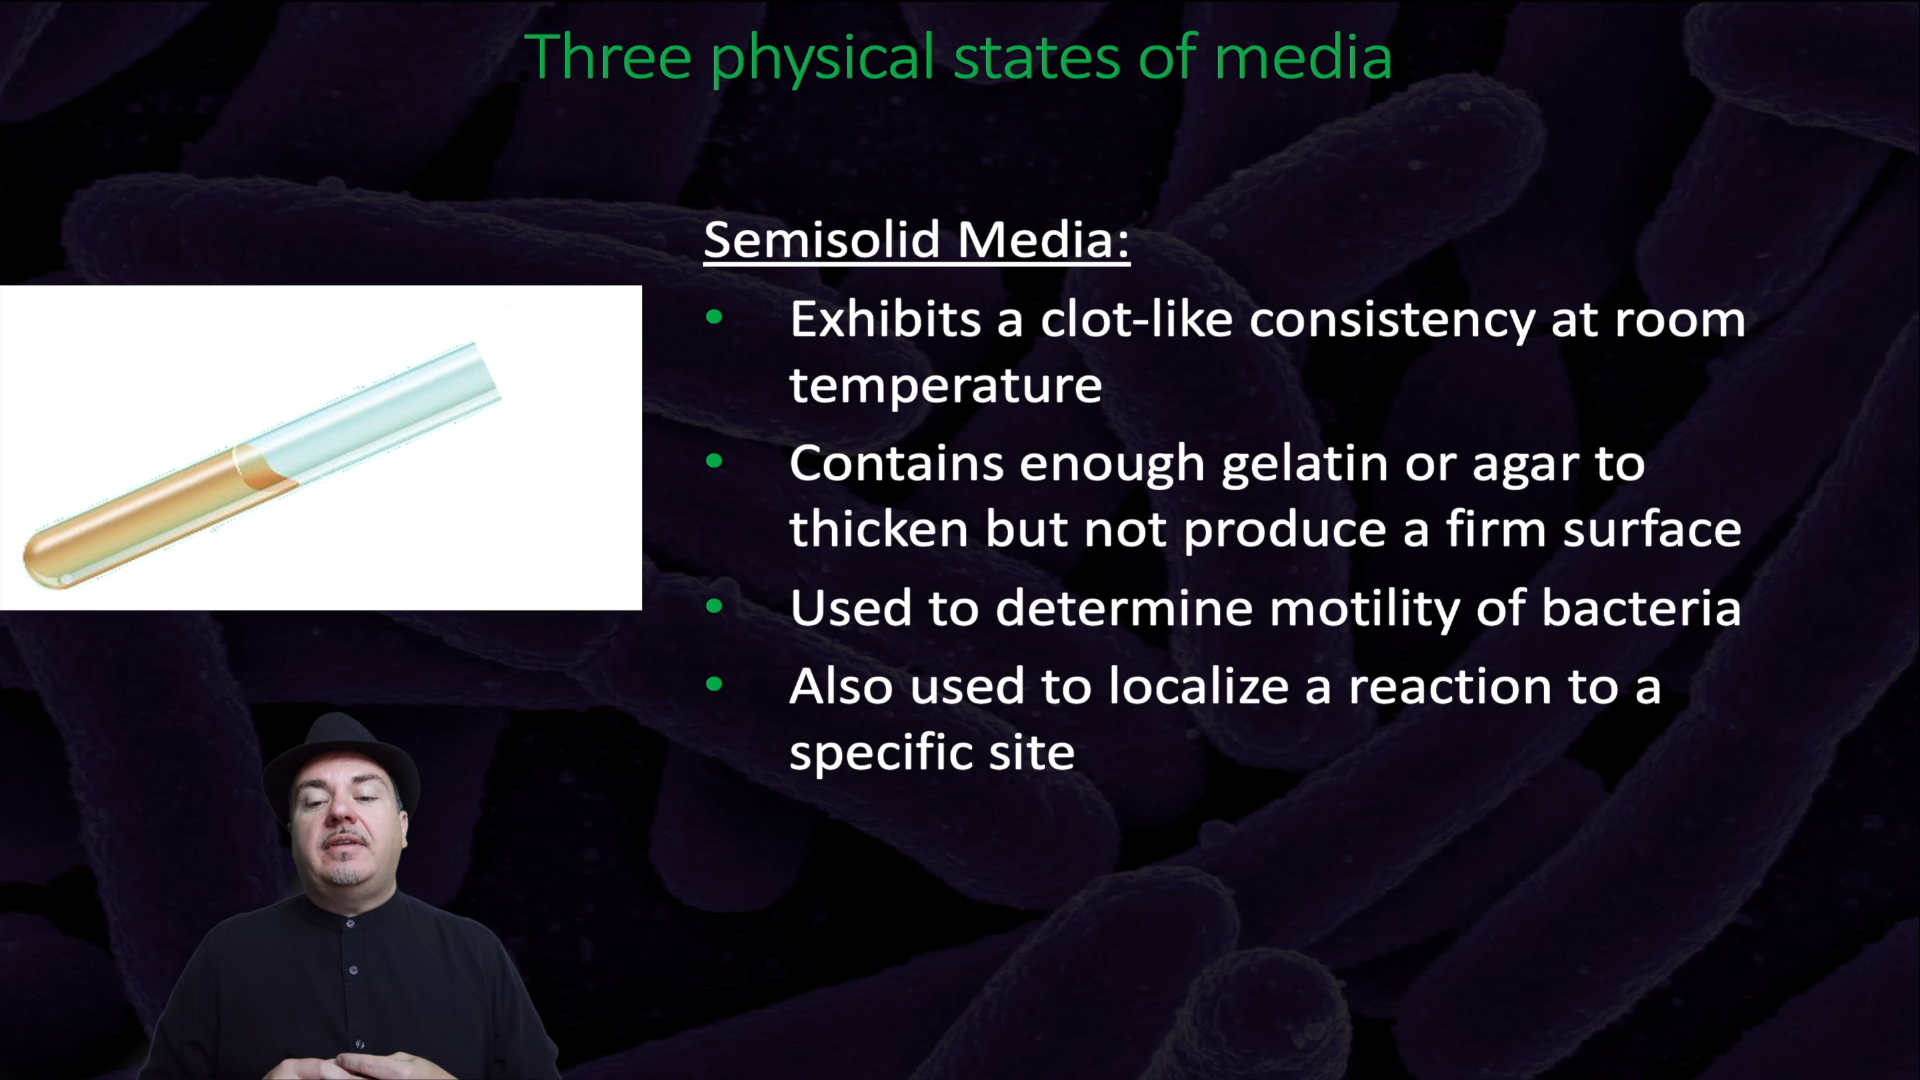 Three physical states of media
Semisolid Media:
• Exhibits a clot-like consistency at room
temperature
• Contains enough gelatin or agar to
thicken but not produce a firm surface
• Used to determine motility of bacteria
• Also used to localize a reaction to a
specific site